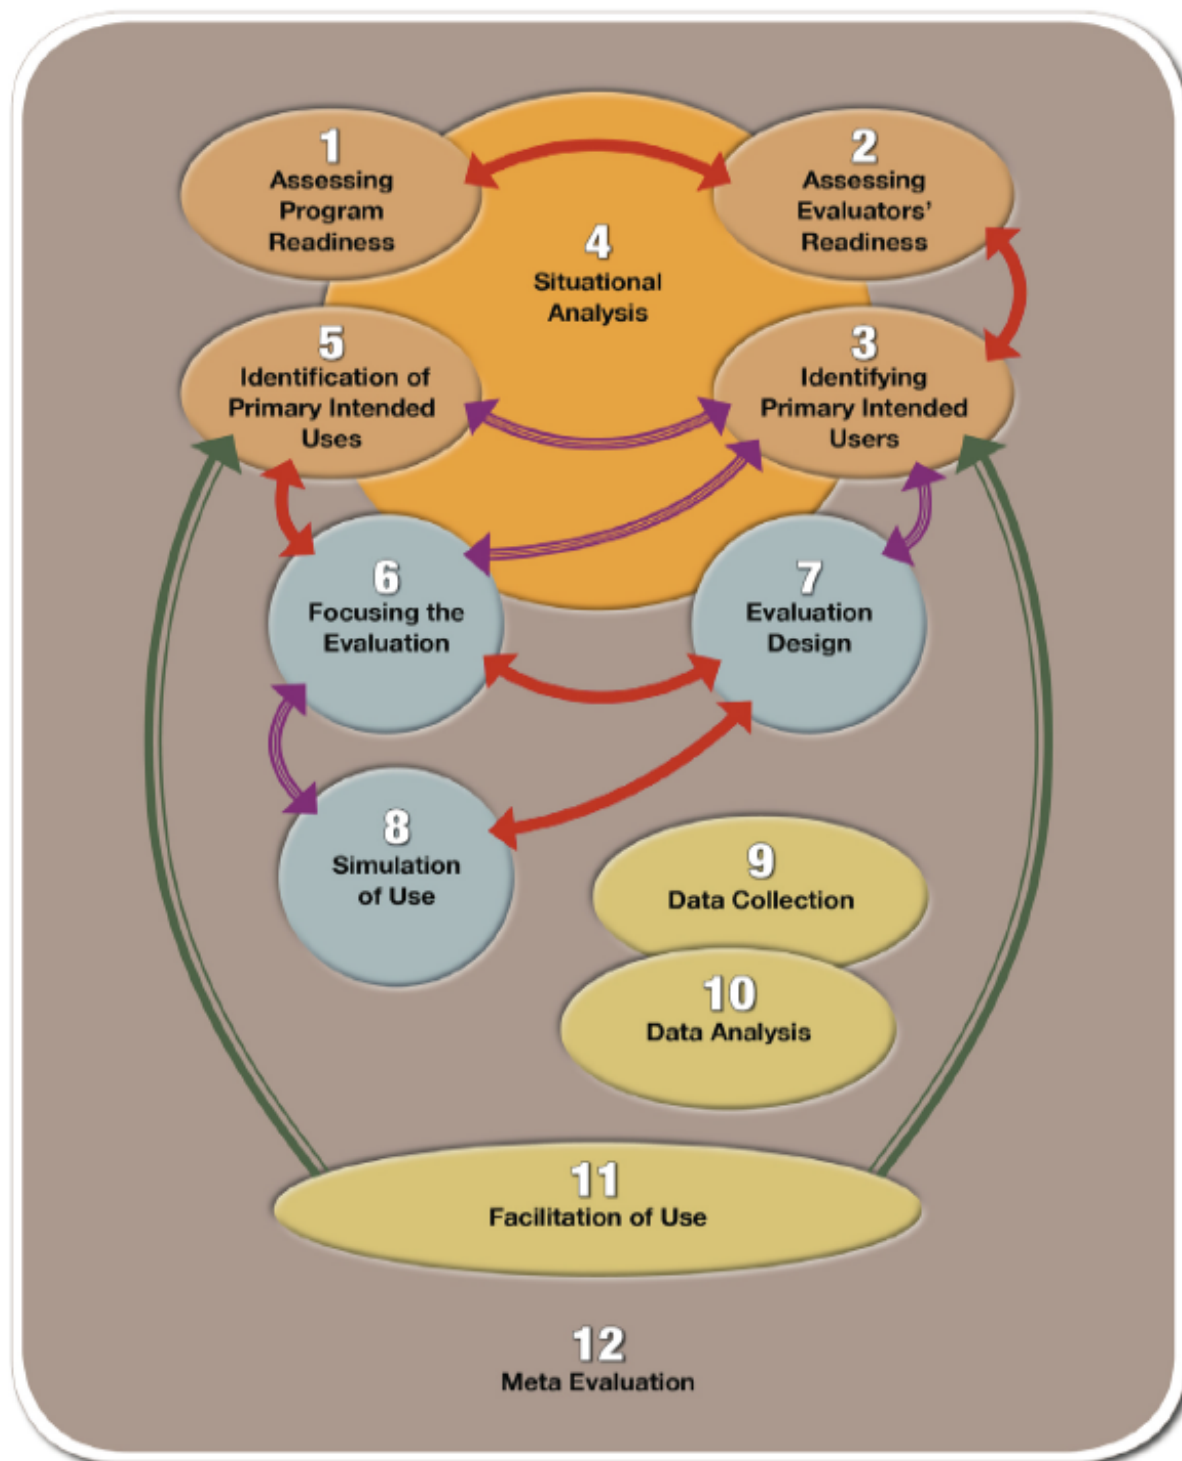 1
Assessing
Program
Readiness
2
Assessing
Evaluators’
Readiness
4
Situational
Analysis
5
Identification of
Primary Intended
Uses
3
Identifying
Primary Intended
Users
6
Focusing the
Evaluation
7
Evaluation
Design
8
Simulation
of Use
9
Data Collection
10
Data Analysis
11
Facilitation of Use
12
Meta Evaluation